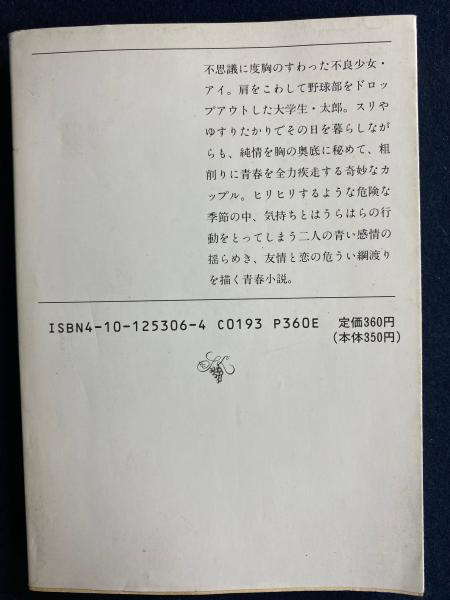 不思議に度胸のすわった不良少女・
アイ。肩をこわして野球部をドロッ
プアウトした大学生・太郎。スリや
ゆすりたかりでその日を暮らしなが
らも、純情を胸の奥底に秘めて、粗
削りに青春を全力疾走する奇妙なカ
ップル。ヒリヒリするような危険な
季節の中、気持ちとはうらはらの行
動をとってしまう二人の青い感情の
揺らめき、友情と恋の危うい綱渡り
を描く青春小説。
ISBN4-10-125306-4 C0193 P360E 定価360円
(本体350円)